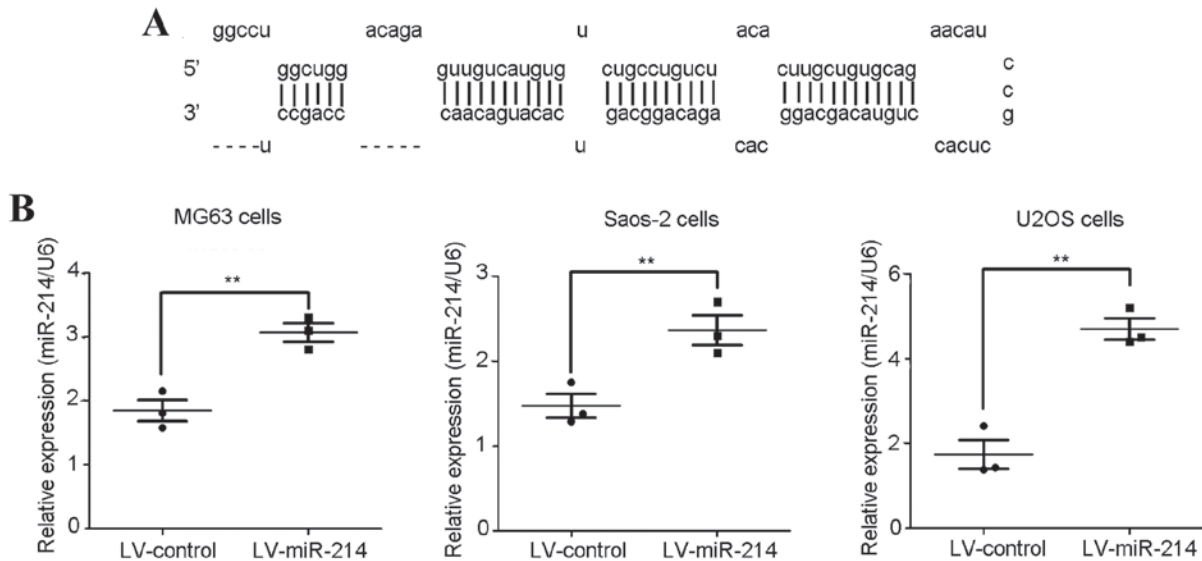 A
ggccu acaga u aca aacau
5' ggcugg guugucaugug cugccugucu cuugcugugcag c
c
3' ccgacc caacaguacac gacggacaga ggacgacauguc g
----u ----- u cac cacuc
B
MG63 cells
Relative expression (miR-214/U6)
4
3
2
1
0
**
LV-control LV-miR-214
Saos-2 cells
Relative expression (miR-214/U6)
3
2
1
0
**
LV-control LV-miR-214
U2OS cells
Relative expression (miR-214/U6)
6
4
2
0
**
LV-control LV-miR-214